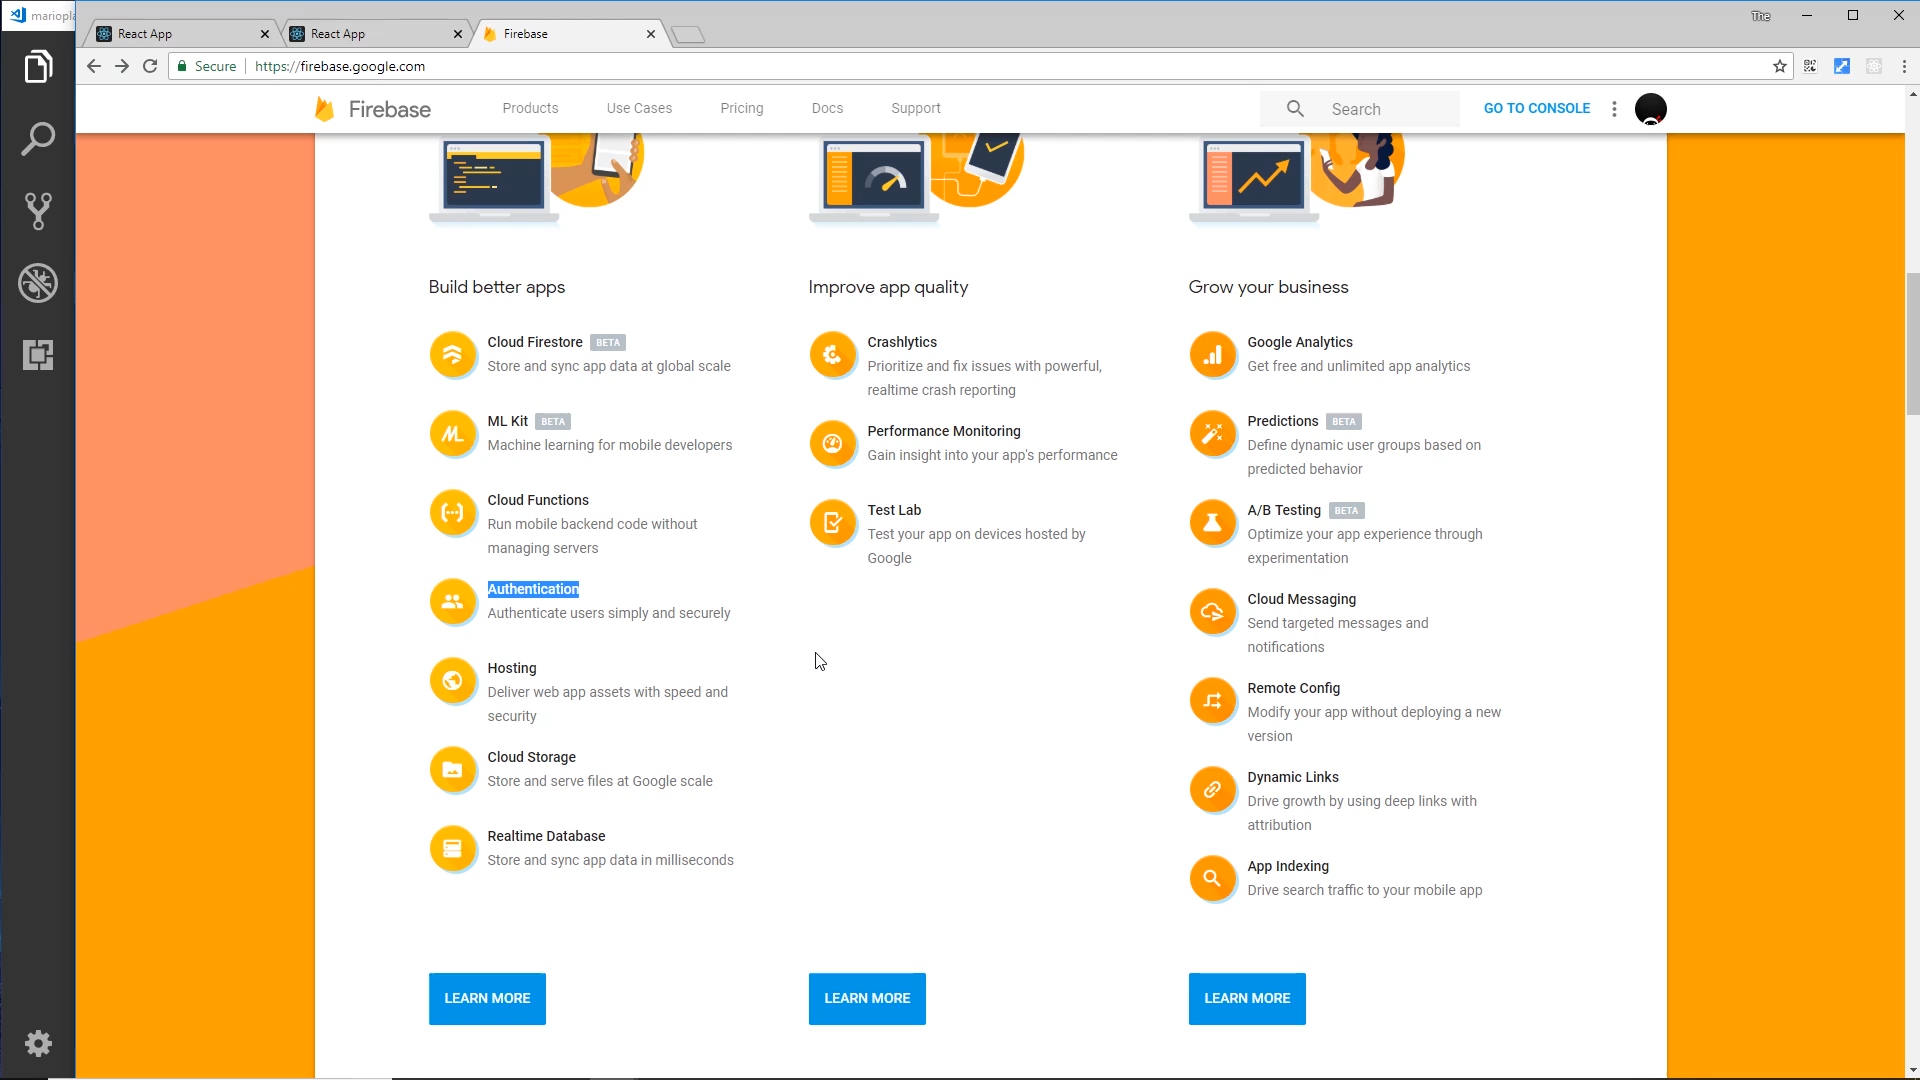 mariopla
React App
React App
Firebase
The
Secure
https://firebase.google.com
Firebase
Products
Use Cases
Pricing
Docs
Support
Search
GO TO CONSOLE
Build better apps
Cloud Firestore BETA
Store and sync app data at global scale
ML Kit BETA
Machine learning for mobile developers
Cloud Functions
Run mobile backend code without
managing servers
Authentication
Authenticate users simply and securely
Hosting
Deliver web app assets with speed and
security
Cloud Storage
Store and serve files at Google scale
Realtime Database
Store and sync app data in milliseconds
LEARN MORE
Improve app quality
Crashlytics
Prioritize and fix issues with powerful,
realtime crash reporting
Performance Monitoring
Gain insight into your app's performance
Test Lab
Test your app on devices hosted by
Google
LEARN MORE
Grow your business
Google Analytics
Get free and unlimited app analytics
Predictions BETA
Define dynamic user groups based on
predicted behavior
A/B Testing BETA
Optimize your app experience through
experimentation
Cloud Messaging
Send targeted messages and
notifications
Remote Config
Modify your app without deploying a new
version
Dynamic Links
Drive growth by using deep links with
attribution
App Indexing
Drive search traffic to your mobile app
LEARN MORE